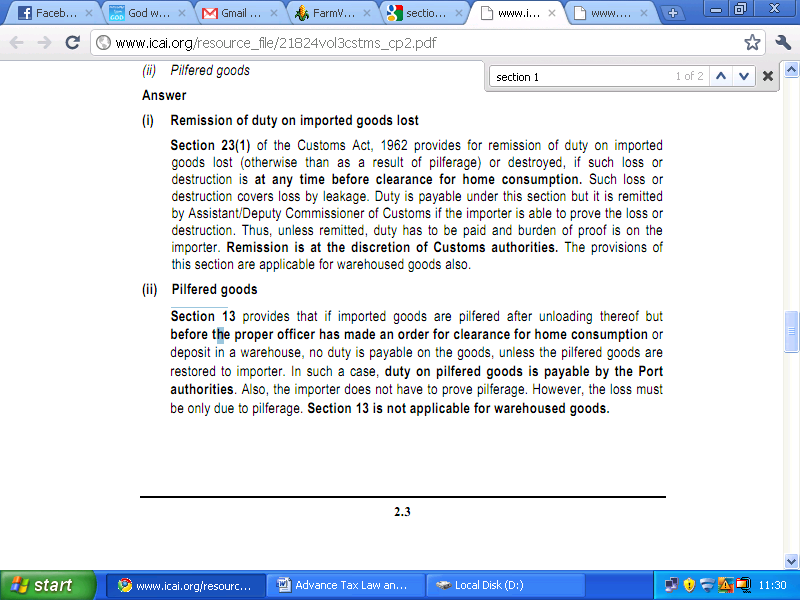 Faceb...
God w...
Gmail ...
FarmV...
sectio...
www.i...
www....
www.icai.org/resource_file/21824vol3cstms_cp2.pdf
section 1
1 of 2
(ii) Pilfered goods
Answer
(i) Remission of duty on imported goods lost
Section 23(1) of the Customs Act, 1962 provides for remission of duty on imported
goods lost (otherwise than as a result of pilferage) or destroyed, if such loss or
destruction is at any time before clearance for home consumption. Such loss or
destruction covers loss by leakage. Duty is payable under this section but it is remitted
by Assistant/Deputy Commissioner of Customs if the importer is able to prove the loss or
destruction. Thus, unless remitted, duty has to be paid and burden of proof is on the
importer. Remission is at the discretion of Customs authorities. The provisions of
this section are applicable for warehoused goods also.
(ii) Pilfered goods
Section 13 provides that if imported goods are pilfered after unloading thereof but
before the proper officer has made an order for clearance for home consumption or
deposit in a warehouse, no duty is payable on the goods, unless the pilfered goods are
restored to importer. In such a case, duty on pilfered goods is payable by the Port
authorities. Also, the importer does not have to prove pilferage. However, the loss must
be only due to pilferage. Section 13 is not applicable for warehoused goods.
2.3
start
www.icai.org/resourc...
Advance Tax Law an...
Local Disk (D:)
11:30